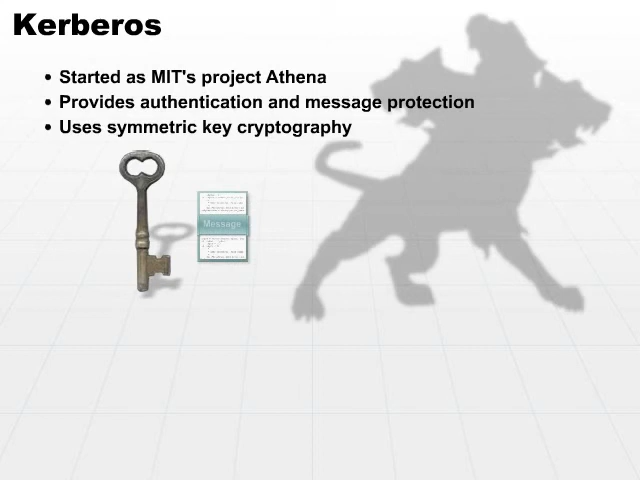 Kerberos
• Started as MIT's project Athena
• Provides authentication and message protection
• Uses symmetric key cryptography
Message